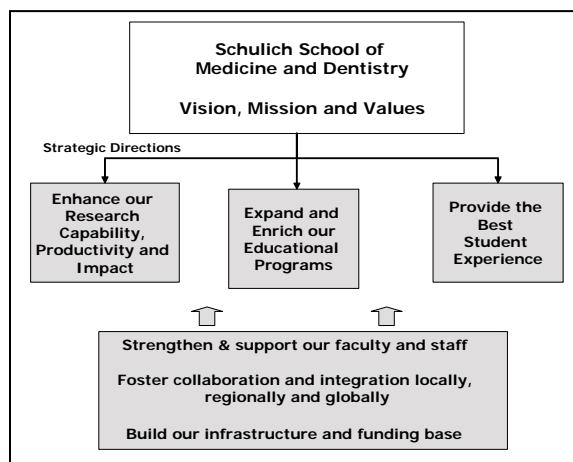 Schulich School of
Medicine and Dentistry
Vision, Mission and Values
Strategic Directions
Enhance our
Research
Capability,
Productivity and
Impact
Expand and
Enrich our
Educational
Programs
Provide the
Best
Student
Experience
Strengthen & support our faculty and staff
Foster collaboration and integration locally,
regionally and globally
Build our infrastructure and funding base